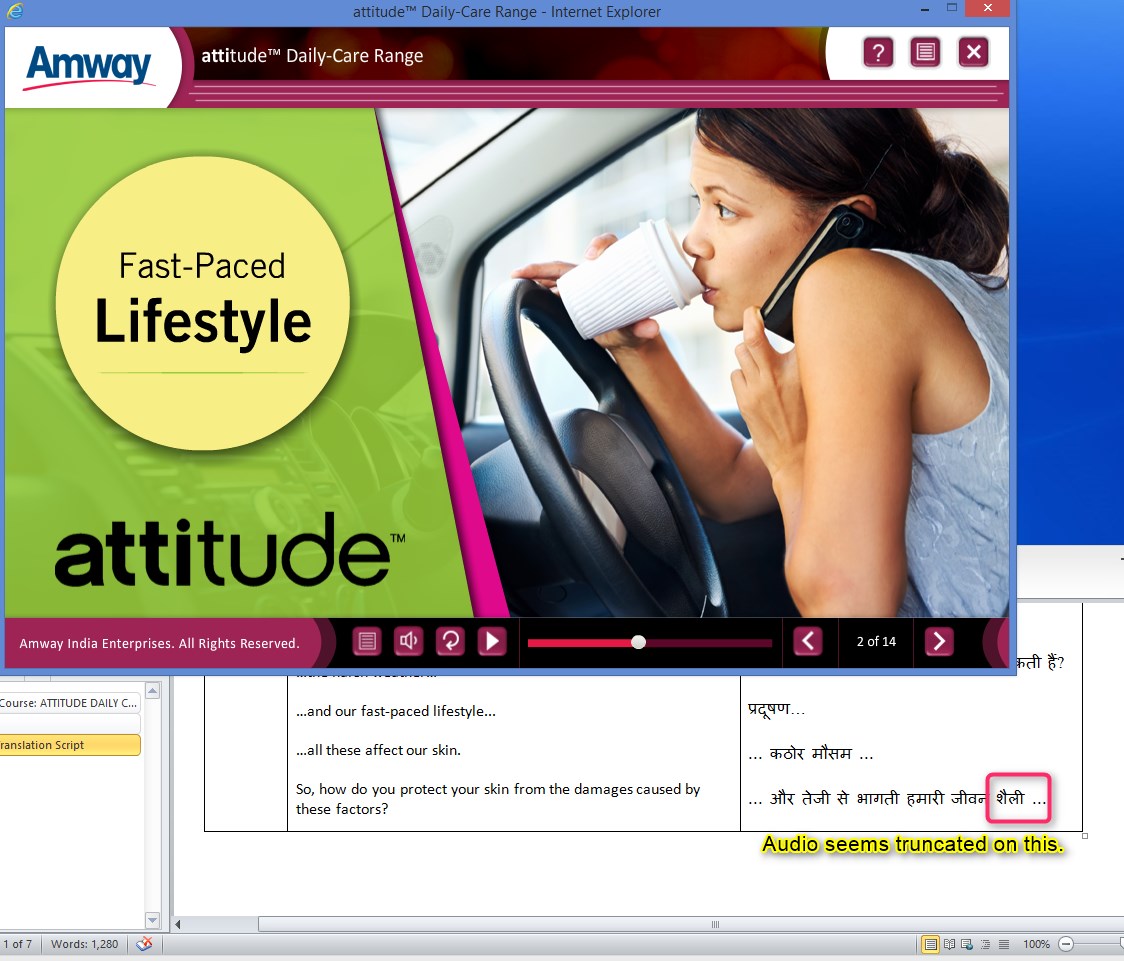 attitude™ Daily-Care Range - Internet Explorer
Amway
attitude™ Daily-Care Range
?
Fast-Paced
Lifestyle
attitude™
Amway India Enterprises. All Rights Reserved.
2 of 14
हैं?
Course: ATTITUDE DAILY C...
ranslation Script
...and our fast-paced lifestyle...
...all these affect our skin.
So, how do you protect your skin from the damages caused by
these factors?
प्रदूषण...
... कठोर मौसम ...
... और तेजी से भागती हमारी जीवन शैली ...
Audio seems truncated on this.
1 of 7
Words: 1,280
100%